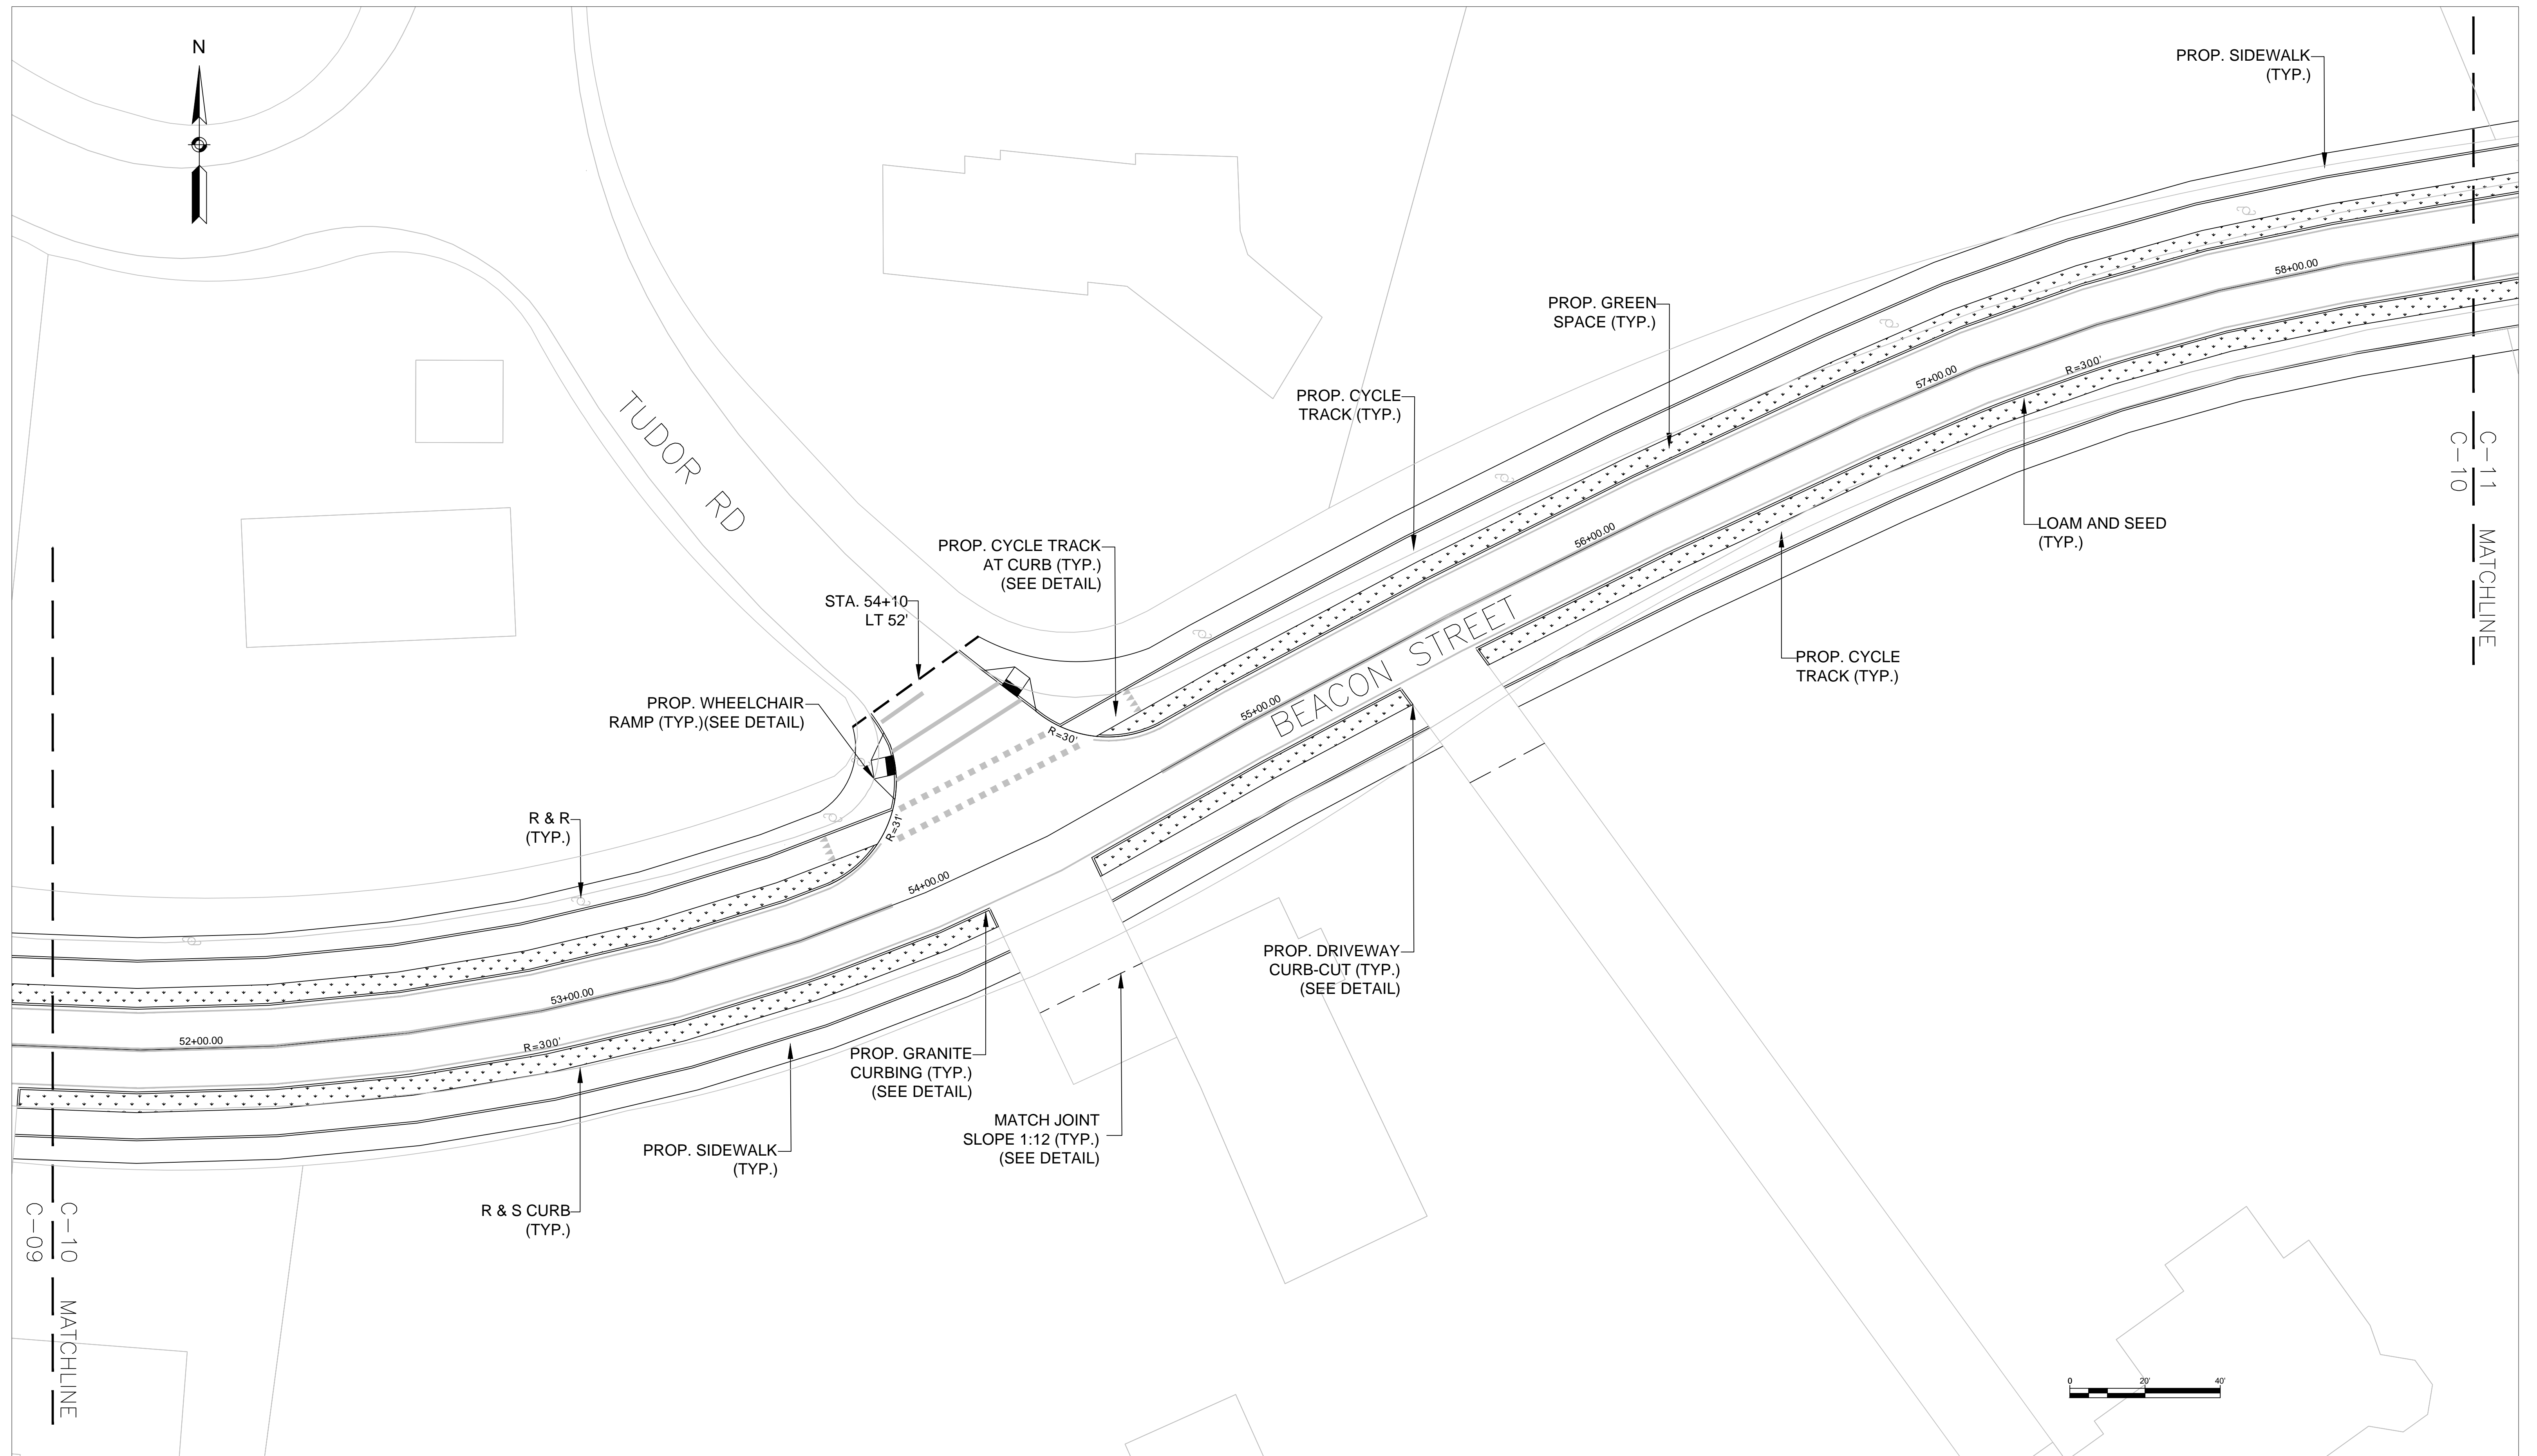 N
PROP. SIDEWALK
(TYP.)
58+00.00
PROP. GREEN
SPACE (TYP.)
R=300'
57+00.00
PROP. CYCLE
TRACK (TYP.)
TUDOR RD
C-11 MATCHLINE
C-10
LOAM AND SEED
(TYP.)
56+00.00
PROP. CYCLE TRACK
AT CURB (TYP.)
(SEE DETAIL)
STA. 54+10
LT 52'
BEACON STREET
PROP. CYCLE
TRACK (TYP.)
55+00.00
PROP. WHEELCHAIR
RAMP (TYP.)(SEE DETAIL)
R=30'
R & R
(TYP.)
R=31'
54+00.00
PROP. DRIVEWAY
CURB-CUT (TYP.)
(SEE DETAIL)
53+00.00
52+00.00
R=300'
PROP. GRANITE
CURBING (TYP.)
(SEE DETAIL)
MATCH JOINT
SLOPE 1:12 (TYP.)
(SEE DETAIL)
PROP. SIDEWALK
(TYP.)
R & S CURB
(TYP.)
C-10 MATCHLINE
C-09
0 20' 40'